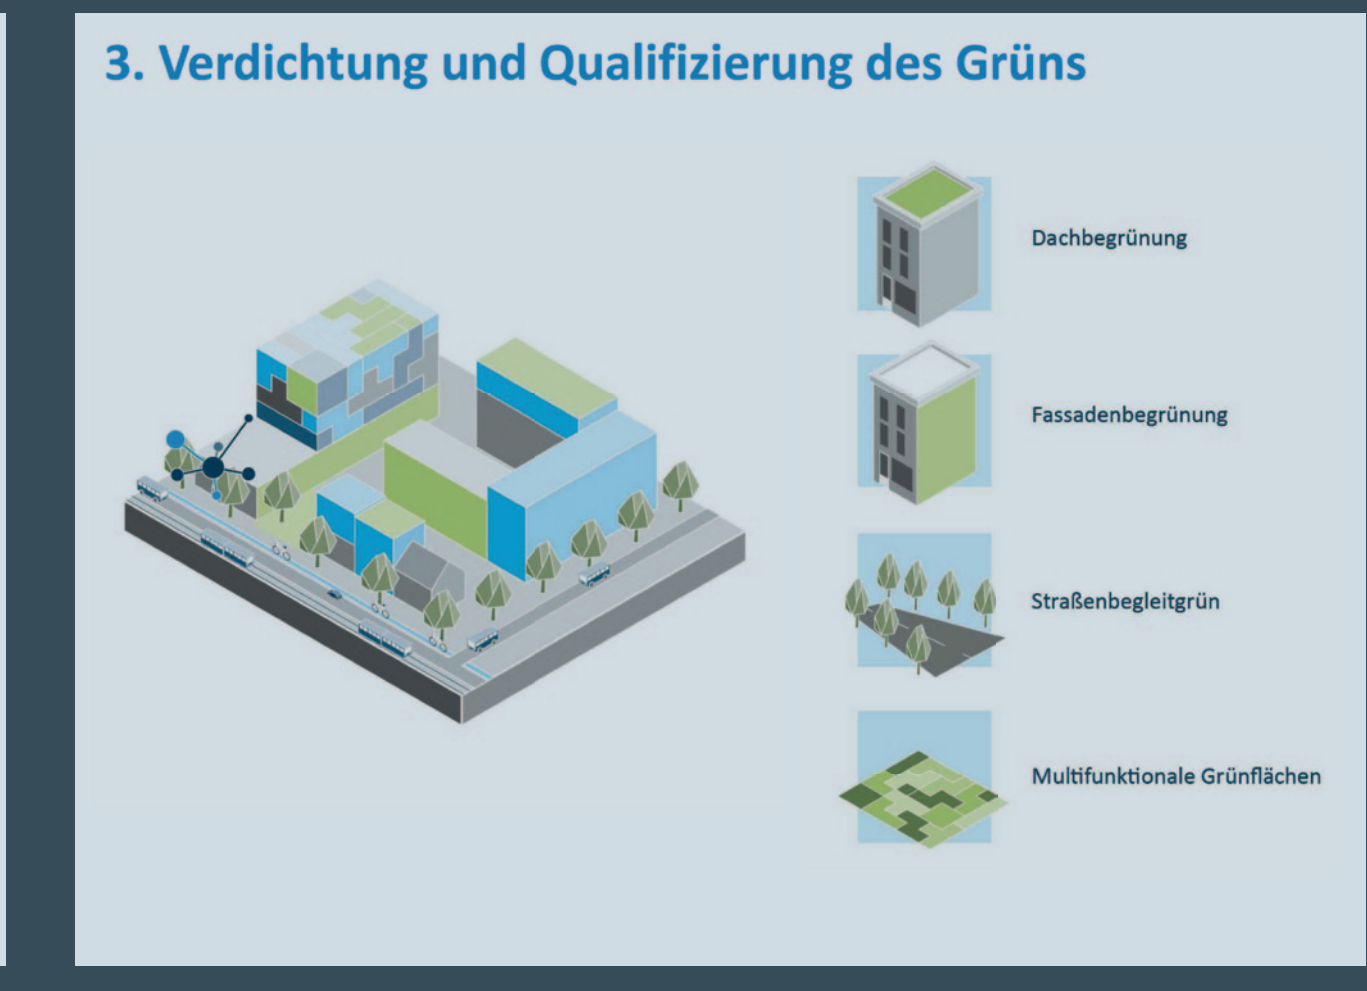 3. Verdichtung und Qualifizierung des Grüns
Dachbegrünung
Fassadenbegrünung
Straßenbegleitgrün
Multifunktionale Grünflächen